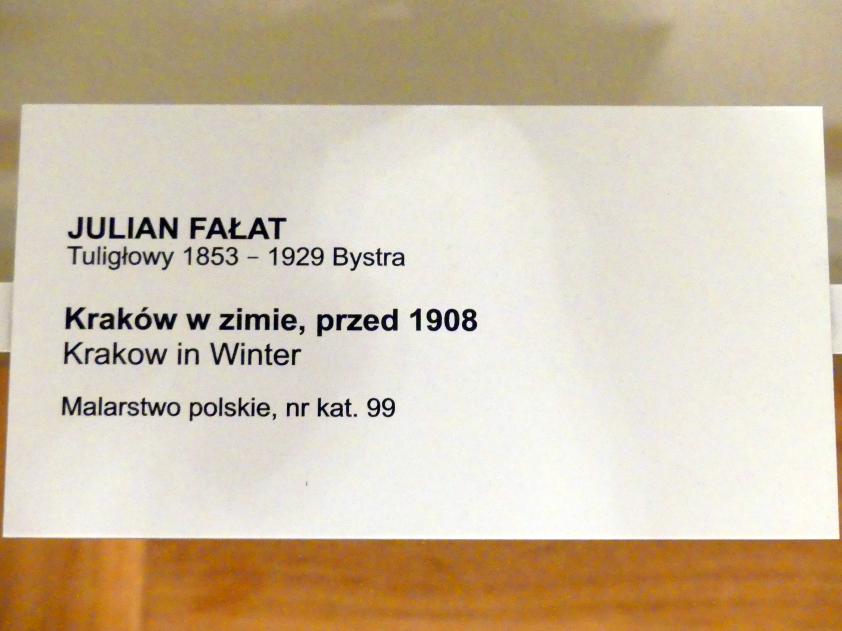 JULIAN FAŁAT
Tuligłowy 1853 – 1929 Bystra
Kraków w zimie, przed 1908
Krakow in Winter
Malarstwo polskie, nr kat. 99